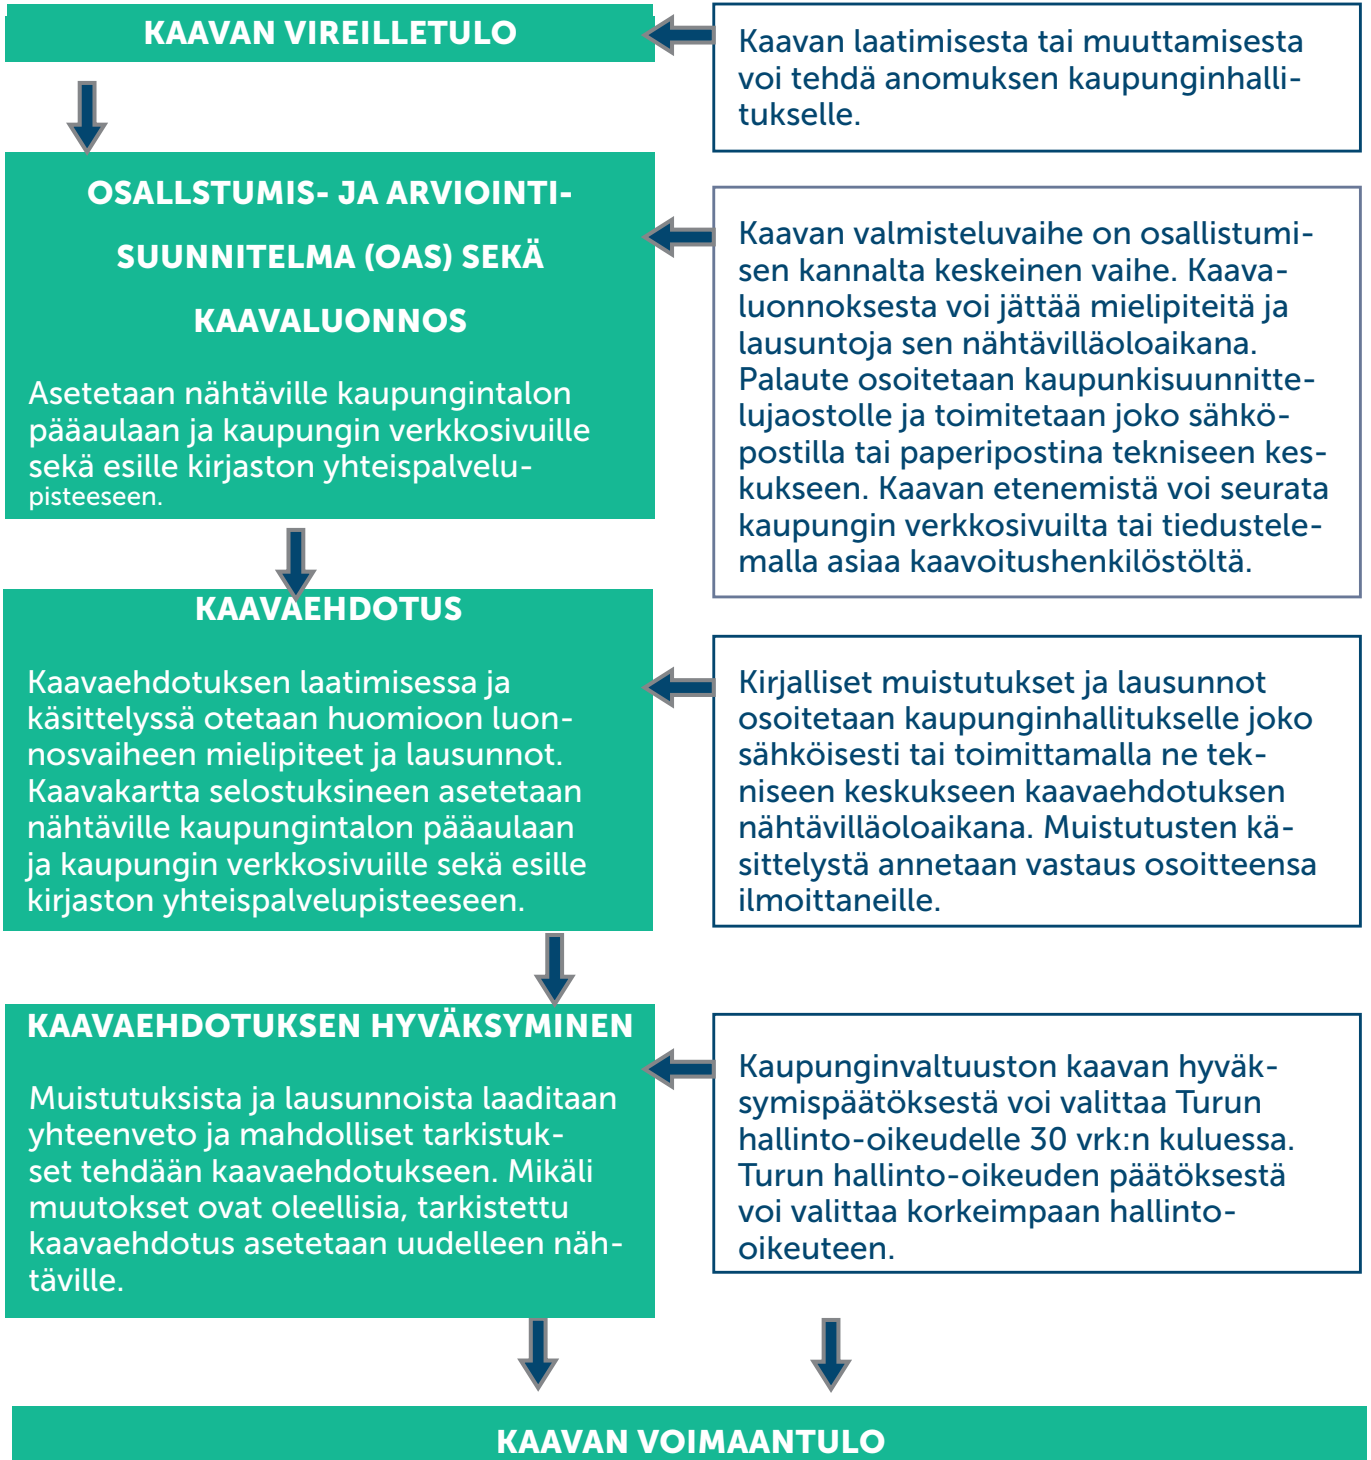 KAAVAN VIREILLETULO
Kaavan laatimisesta tai muuttamisesta
voi tehdä anomuksen kaupunginhalli-
tukselle.
OSALLSTUMIS- JA ARVIOINTI-
SUUNNITELMA (OAS) SEKÄ
KAAVALUONNOS
Asetetaan nähtäville kaupungintalon
pääaulaan ja kaupungin verkkosivuille
sekä esille kirjaston yhteispalvelu-
pisteeseen.
Kaavan valmisteluvaihe on osallistumi-
sen kannalta keskeinen vaihe. Kaava-
luonnoksesta voi jättää mielipiteitä ja
lausuntoja sen nähtävilläoloaikana.
Palaute osoitetaan kaupunkisuunnitte-
lujaostolle ja toimitetaan joko sähkö-
postilla tai paperipostina tekniseen kes-
kukseen. Kaavan etenemistä voi seurata
kaupungin verkkosivuilta tai tiedustele-
malla asiaa kaavoitushenkilöstöltä.
KAAVAEHDOTUS
Kaavaehdotuksen laatimisessa ja
käsittelyssä otetaan huomioon luon-
nosvaiheen mielipiteet ja lausunnot.
Kaavakartta selostuksineen asetetaan
nähtäville kaupungintalon pääaulaan
ja kaupungin verkkosivuille sekä esille
kirjaston yhteispalvelupisteeseen.
Kirjalliset muistutukset ja lausunnot
osoitetaan kaupunginhallitukselle joko
sähköisesti tai toimittamalla ne tek-
niseen keskukseen kaavaehdotuksen
nähtävilläoloaikana. Muistutusten kä-
sittelystä annetaan vastaus osoitteensa
ilmoittaneille.
KAAVAEHDOTUKSEN HYVÄKSYMINEN
Muistutuksista ja lausunnoista laaditaan
yhteenveto ja mahdolliset tarkistuk-
set tehdään kaavaehdotukseen. Mikäli
muutokset ovat oleellisia, tarkistettu
kaavaehdotus asetetaan uudelleen näh-
täville.
Kaupunginvaltuuston kaavan hyväk-
symispäätöksestä voi valittaa Turun
hallinto-oikeudelle 30 vrk:n kuluessa.
Turun hallinto-oikeuden päätöksestä
voi valittaa korkeimpaan hallinto-
oikeuteen.
KAAVAN VOIMAANTULO